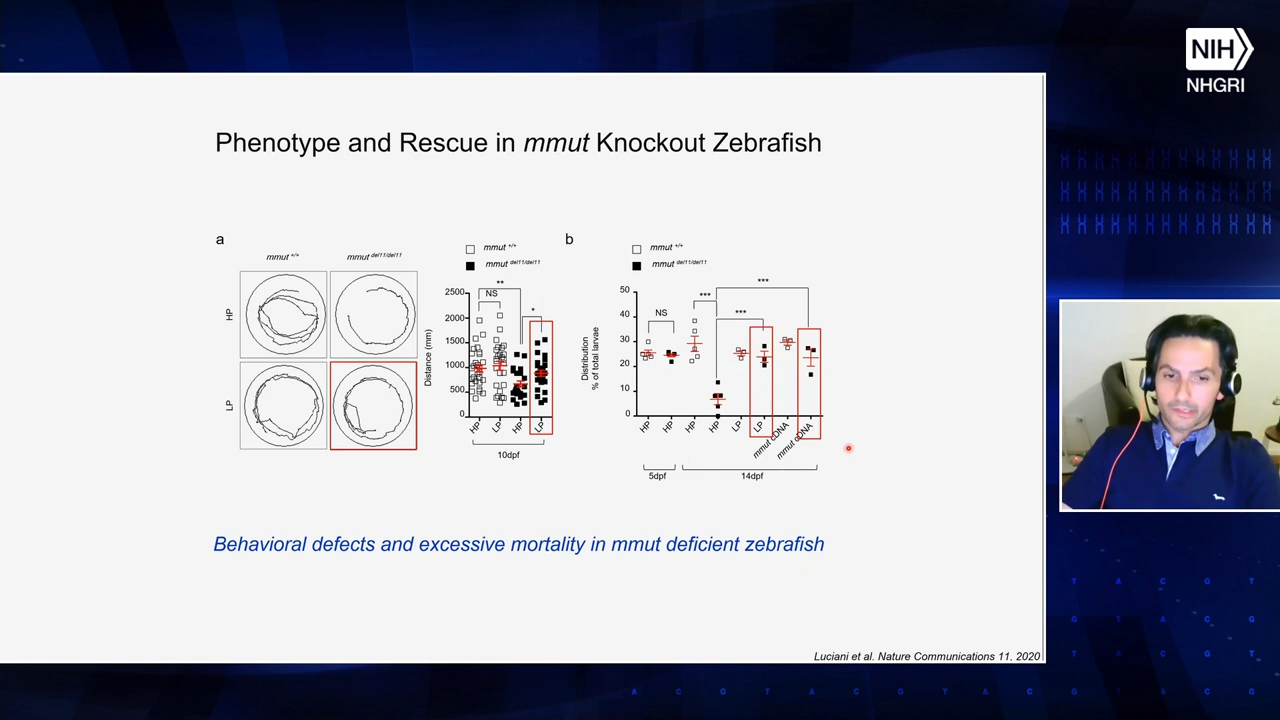 NIH
NHGRI
Phenotype and Rescue in mmut Knockout Zebrafish
a
mmut +/+
mmut del11/del11
HP
LP
mmut +/+
mmut del11/del11
**
NS
*
2500
2000
1500
1000
500
0
Distance (mm)
HP
LP
HP
LP
10dpf
b
mmut +/+
mmut del11/del11
***
***
***
NS
50
40
30
20
10
0
Distribution
% of total larvae
HP
HP
HP
HP
LP
LP
mmut cDNA
mmut cDNA
5dpf
14dpf
Behavioral defects and excessive mortality in mmut deficient zebrafish
Luciani et al. Nature Communications 11, 2020
T A C G T
G T A C G
T A C G T
A C G T A C G T A C G T A C G